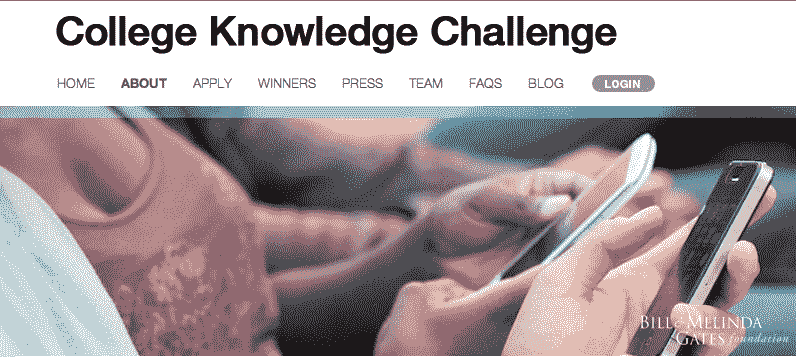 College Knowledge Challenge
HOME ABOUT APPLY WINNERS PRESS TEAM FAQS BLOG LOGIN
BILL & MELINDA
GATES foundation